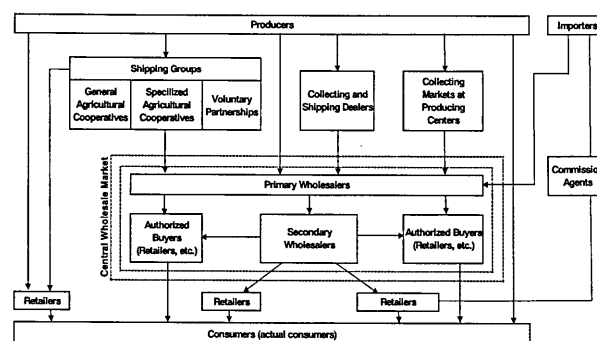 Producers
Importers
Shipping Groups
General
Agricultural
Cooperatives
Specilized
Agricultural
Cooperatives
Voluntary
Partnerships
Collecting and
Shipping Dealers
Collecting
Markets at
Producing
Centers
Central Wholesale Market
Primary Wholesalers
Commission
Agents
Authorized
Buyers
(Retailers, etc.)
Secondary
Wholesalers
Authorized Buyers
(Retailers, etc.)
Retailers
Retailers
Retailers
Consumers (actual consumers)